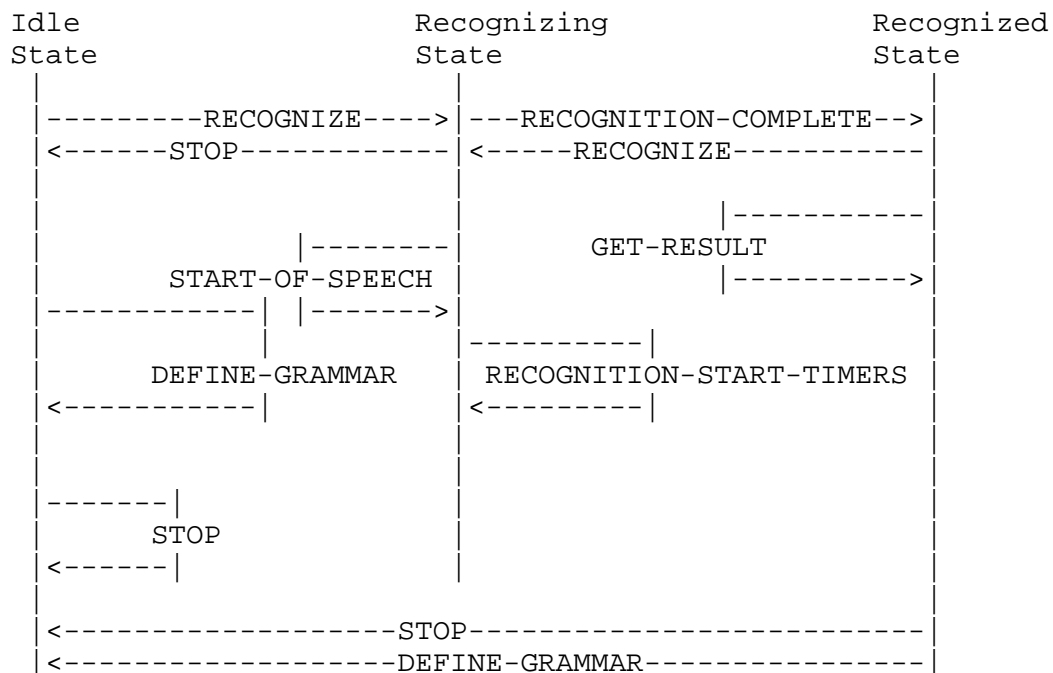 Idle                    Recognizing               Recognized
State                   State                     State
---------RECOGNIZE---->|---RECOGNITION-COMPLETE-->
<------STOP------------|<-----RECOGNIZE-----------
GET-RESULT
START-OF-SPEECH
DEFINE-GRAMMAR     RECOGNITION-START-TIMERS
STOP
<-------------------STOP--------------------------
<-------------------DEFINE-GRAMMAR----------------